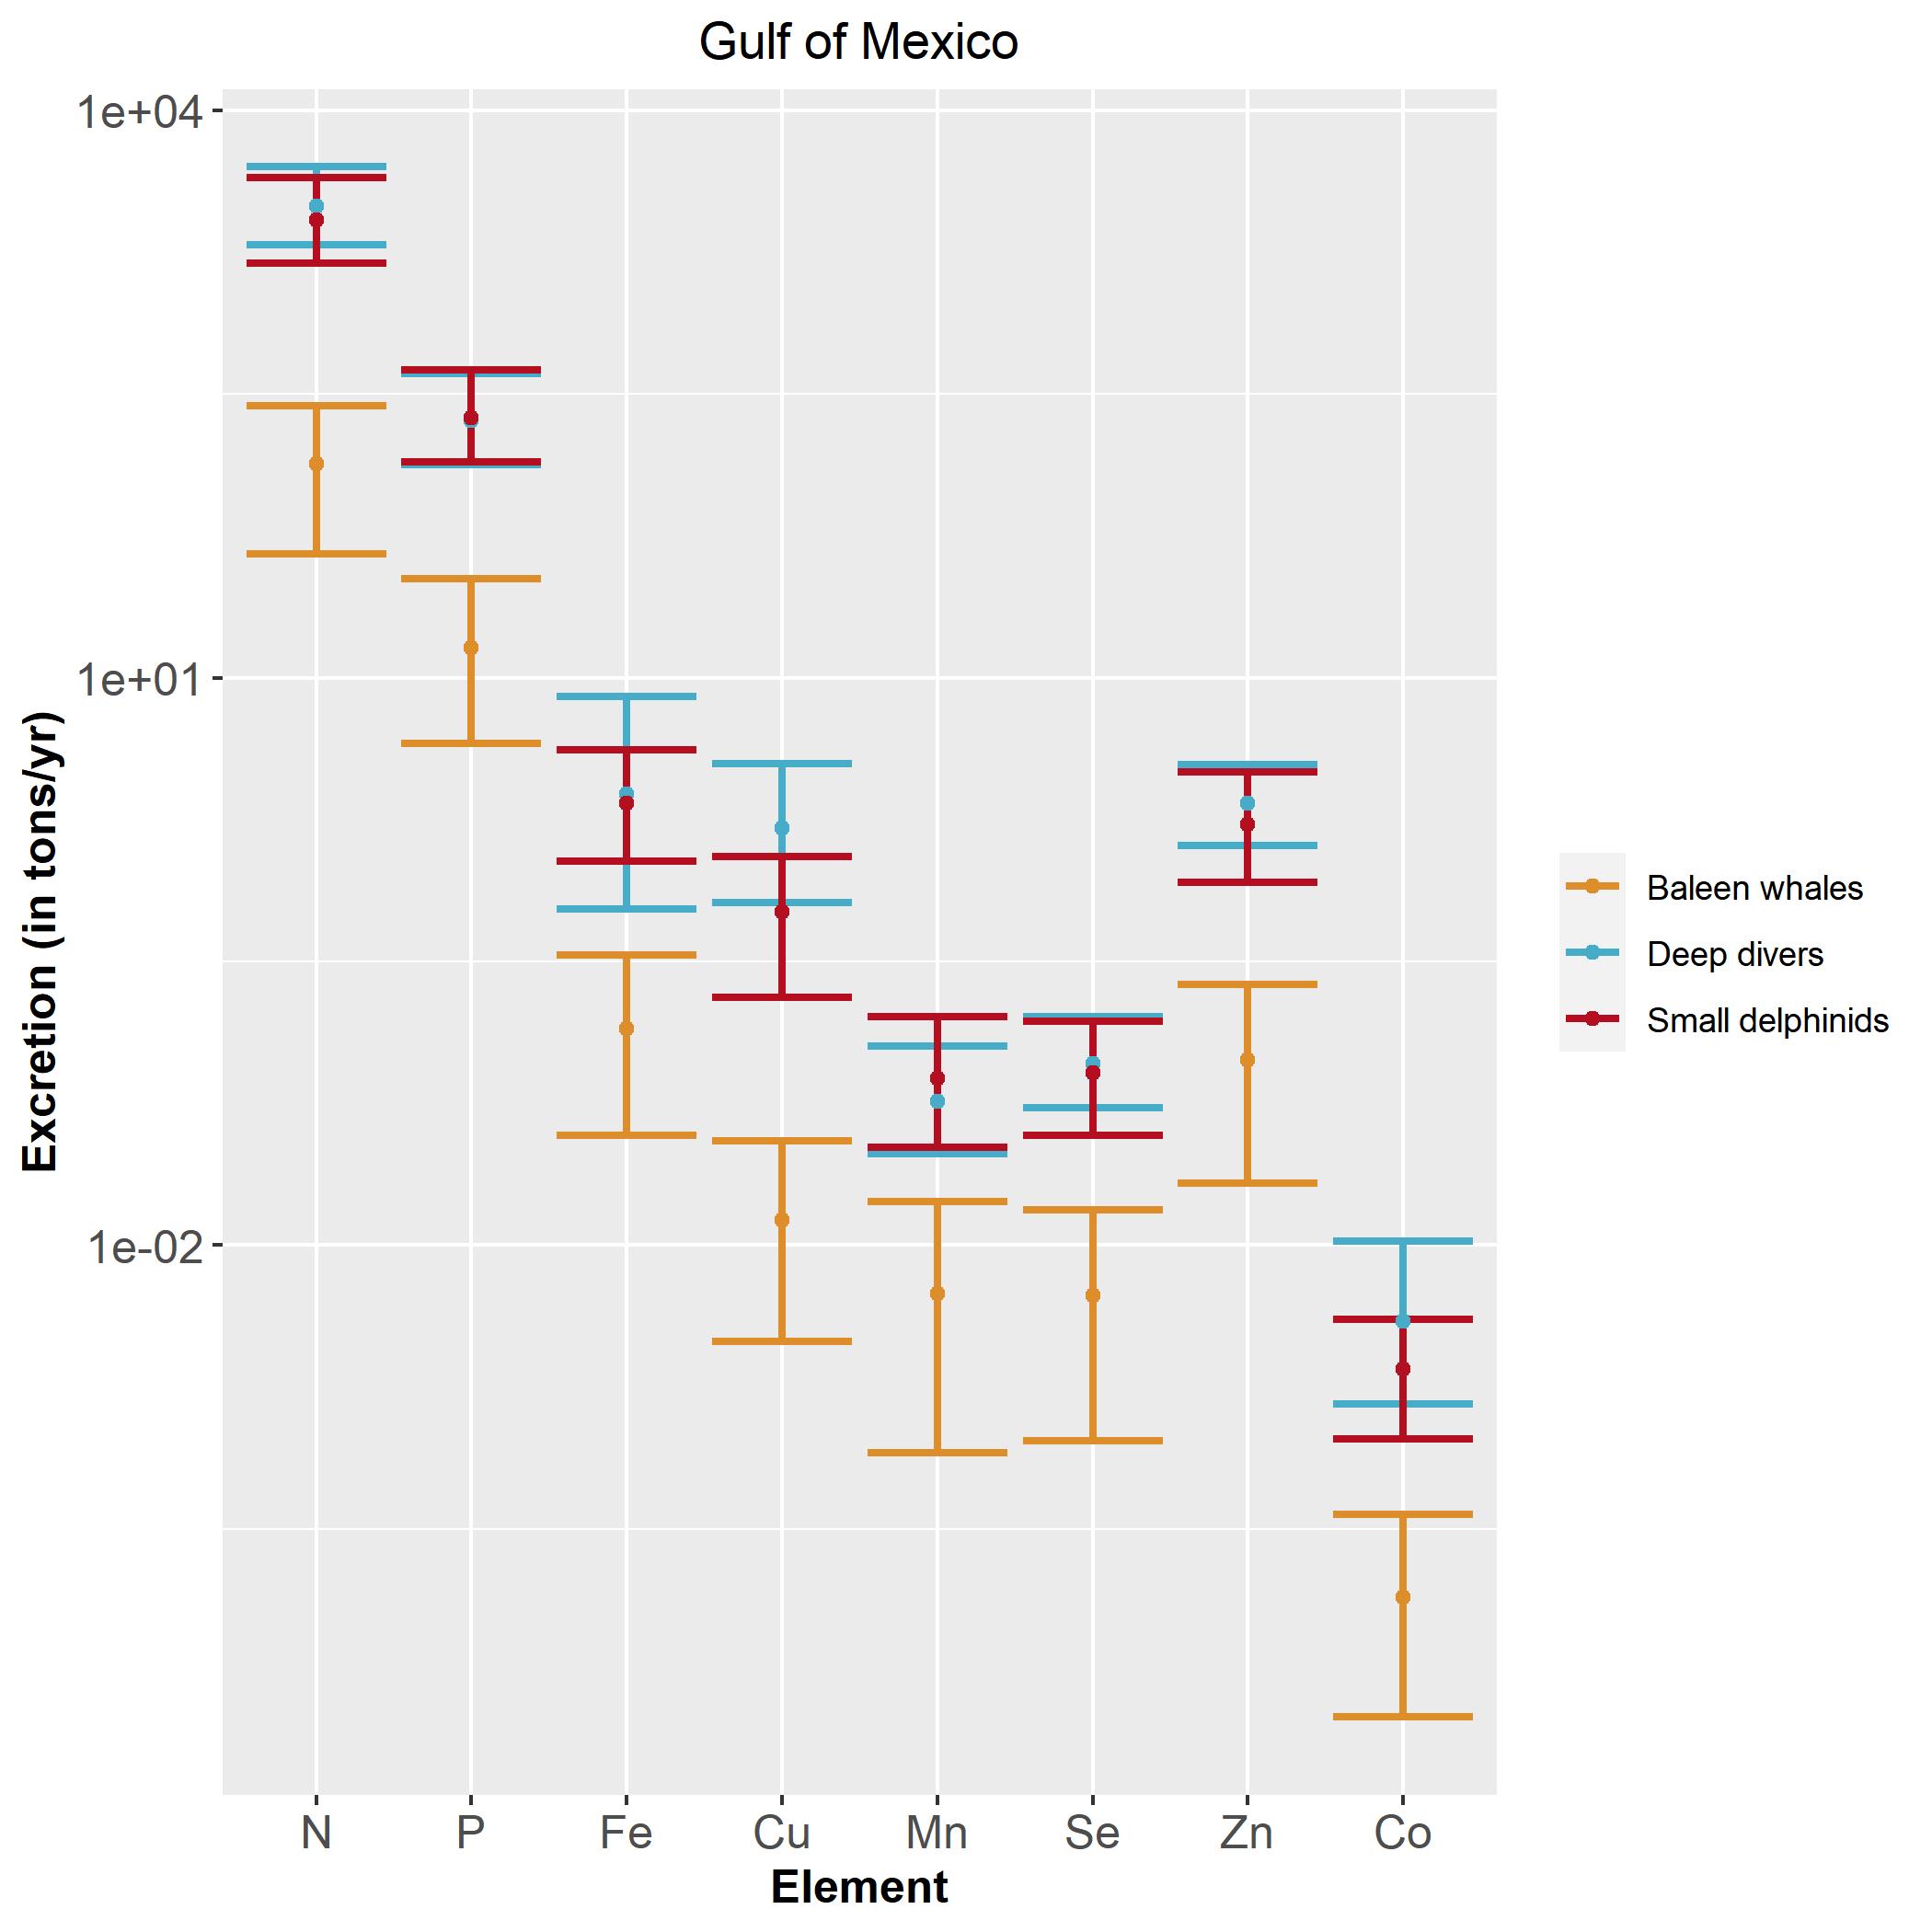 Gulf of Mexico
1e+04
1e+01
1e-02
Excretion (in tons/yr)
N P Fe Cu Mn Se Zn Co
Element
Baleen whales
Deep divers
Small delphinids